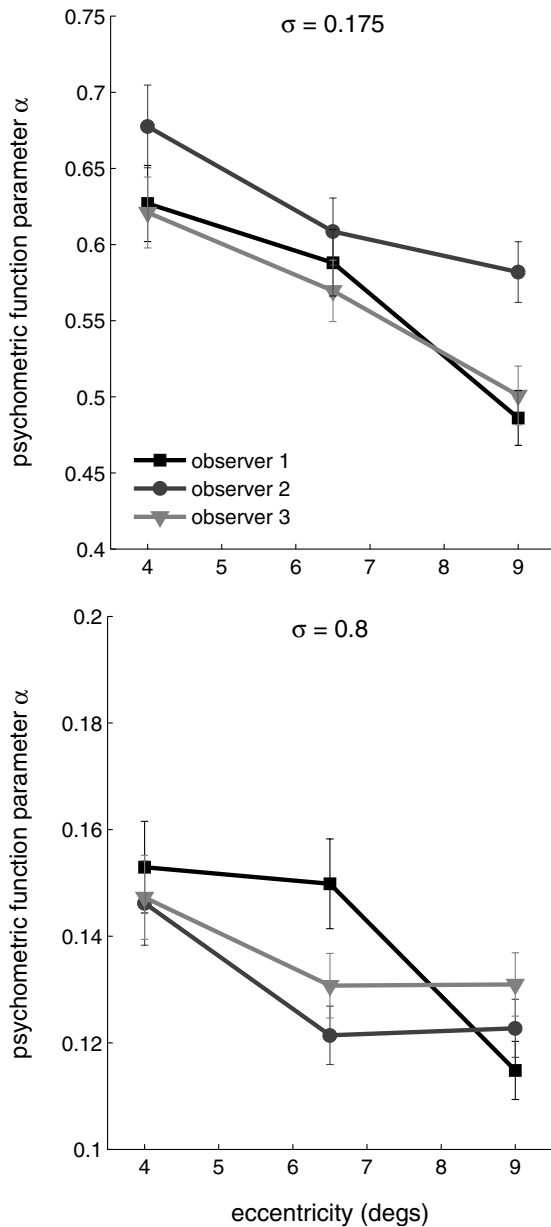 σ = 0.175
psychometric function parameter α
0.75
0.7
0.65
0.6
0.55
0.5
0.45
0.4
observer 1
observer 2
observer 3
4 5 6 7 8 9
σ = 0.8
psychometric function parameter α
0.2
0.18
0.16
0.14
0.12
0.1
4 5 6 7 8 9
eccentricity (degs)